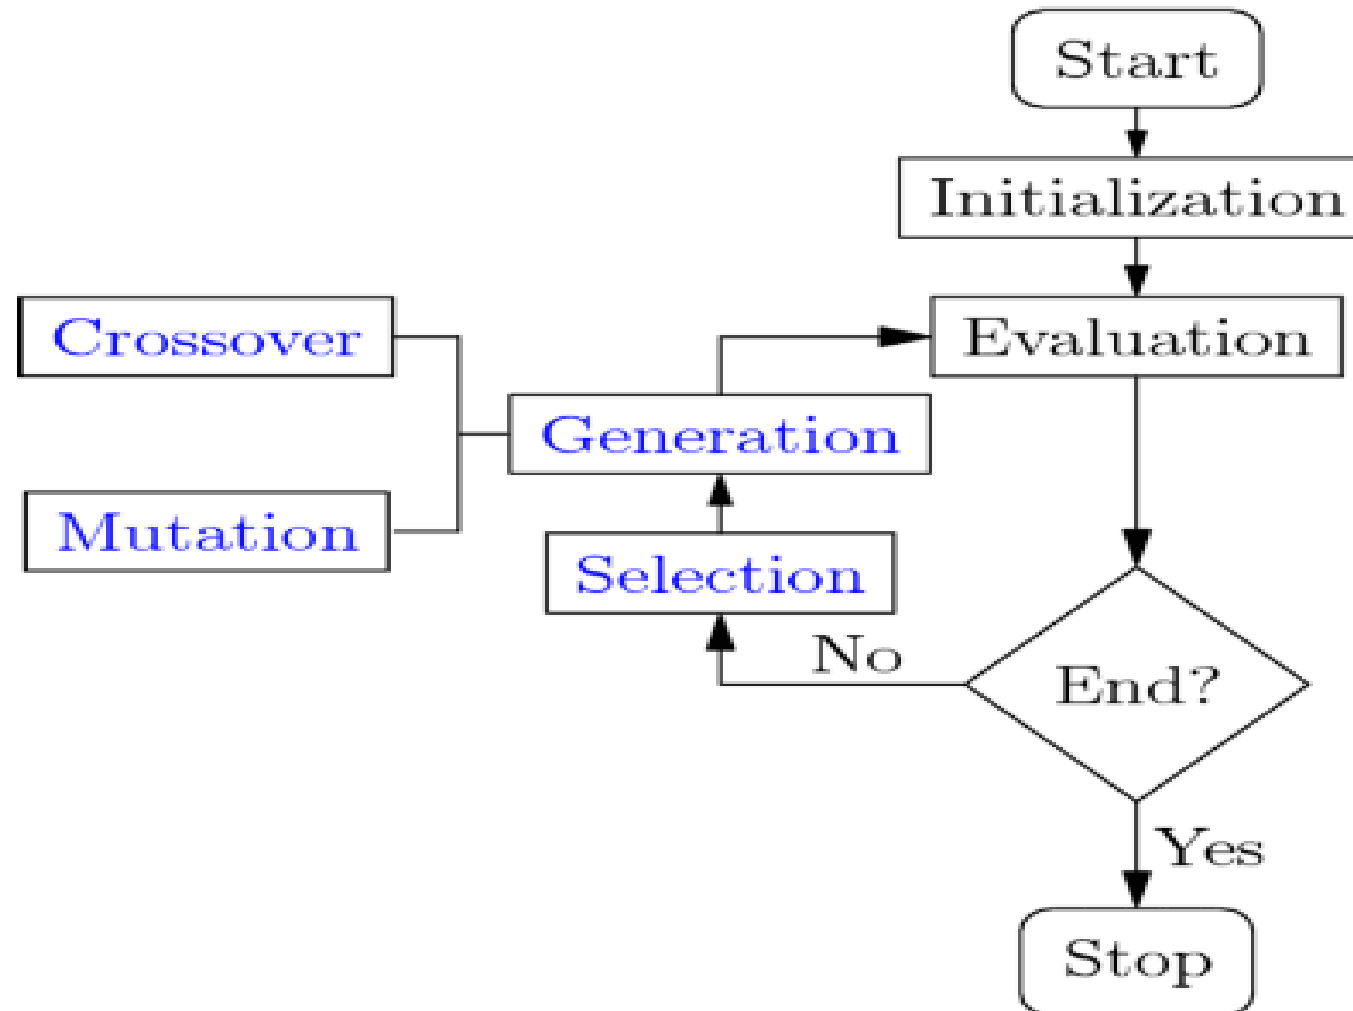 Start
Initialization
Crossover
Evaluation
Generation
Mutation
Selection
No
End?
Yes
Stop